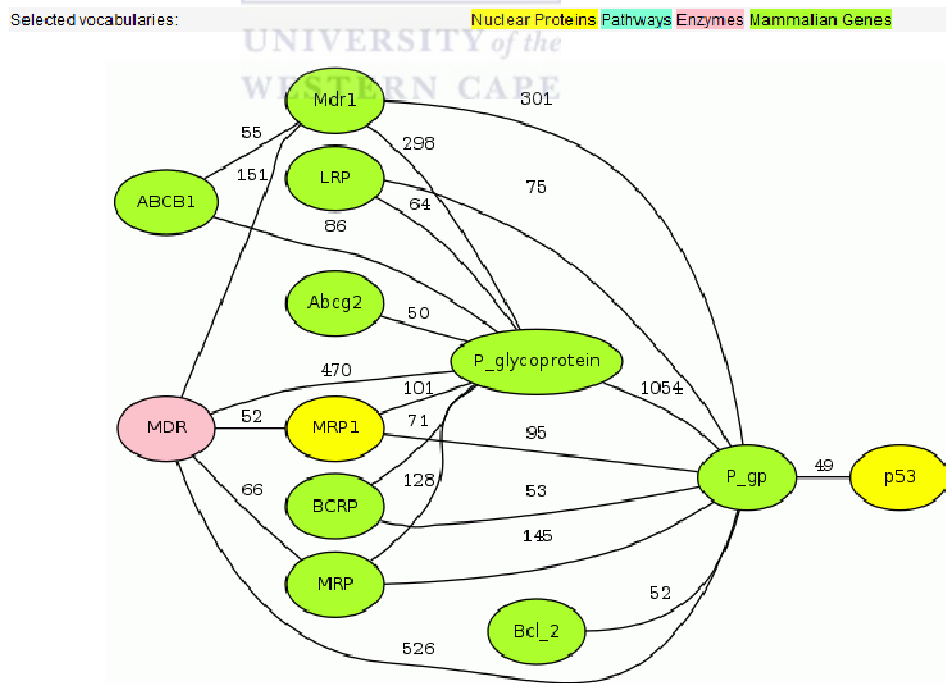 Selected vocabularies: Nuclear Proteins Pathways Enzymes Mammalian Genes
UNIVERSITY of the
WESTERN CAPE
Mdr1
301
55
298
151
LRP
75
ABCB1
64
86
Abcg2
50
P_glycoprotein
470
101
1054
MDR
52
MRP1
71
95
P_gp
49
p53
128
66
BCRP
53
145
MRP
52
Bcl_2
526